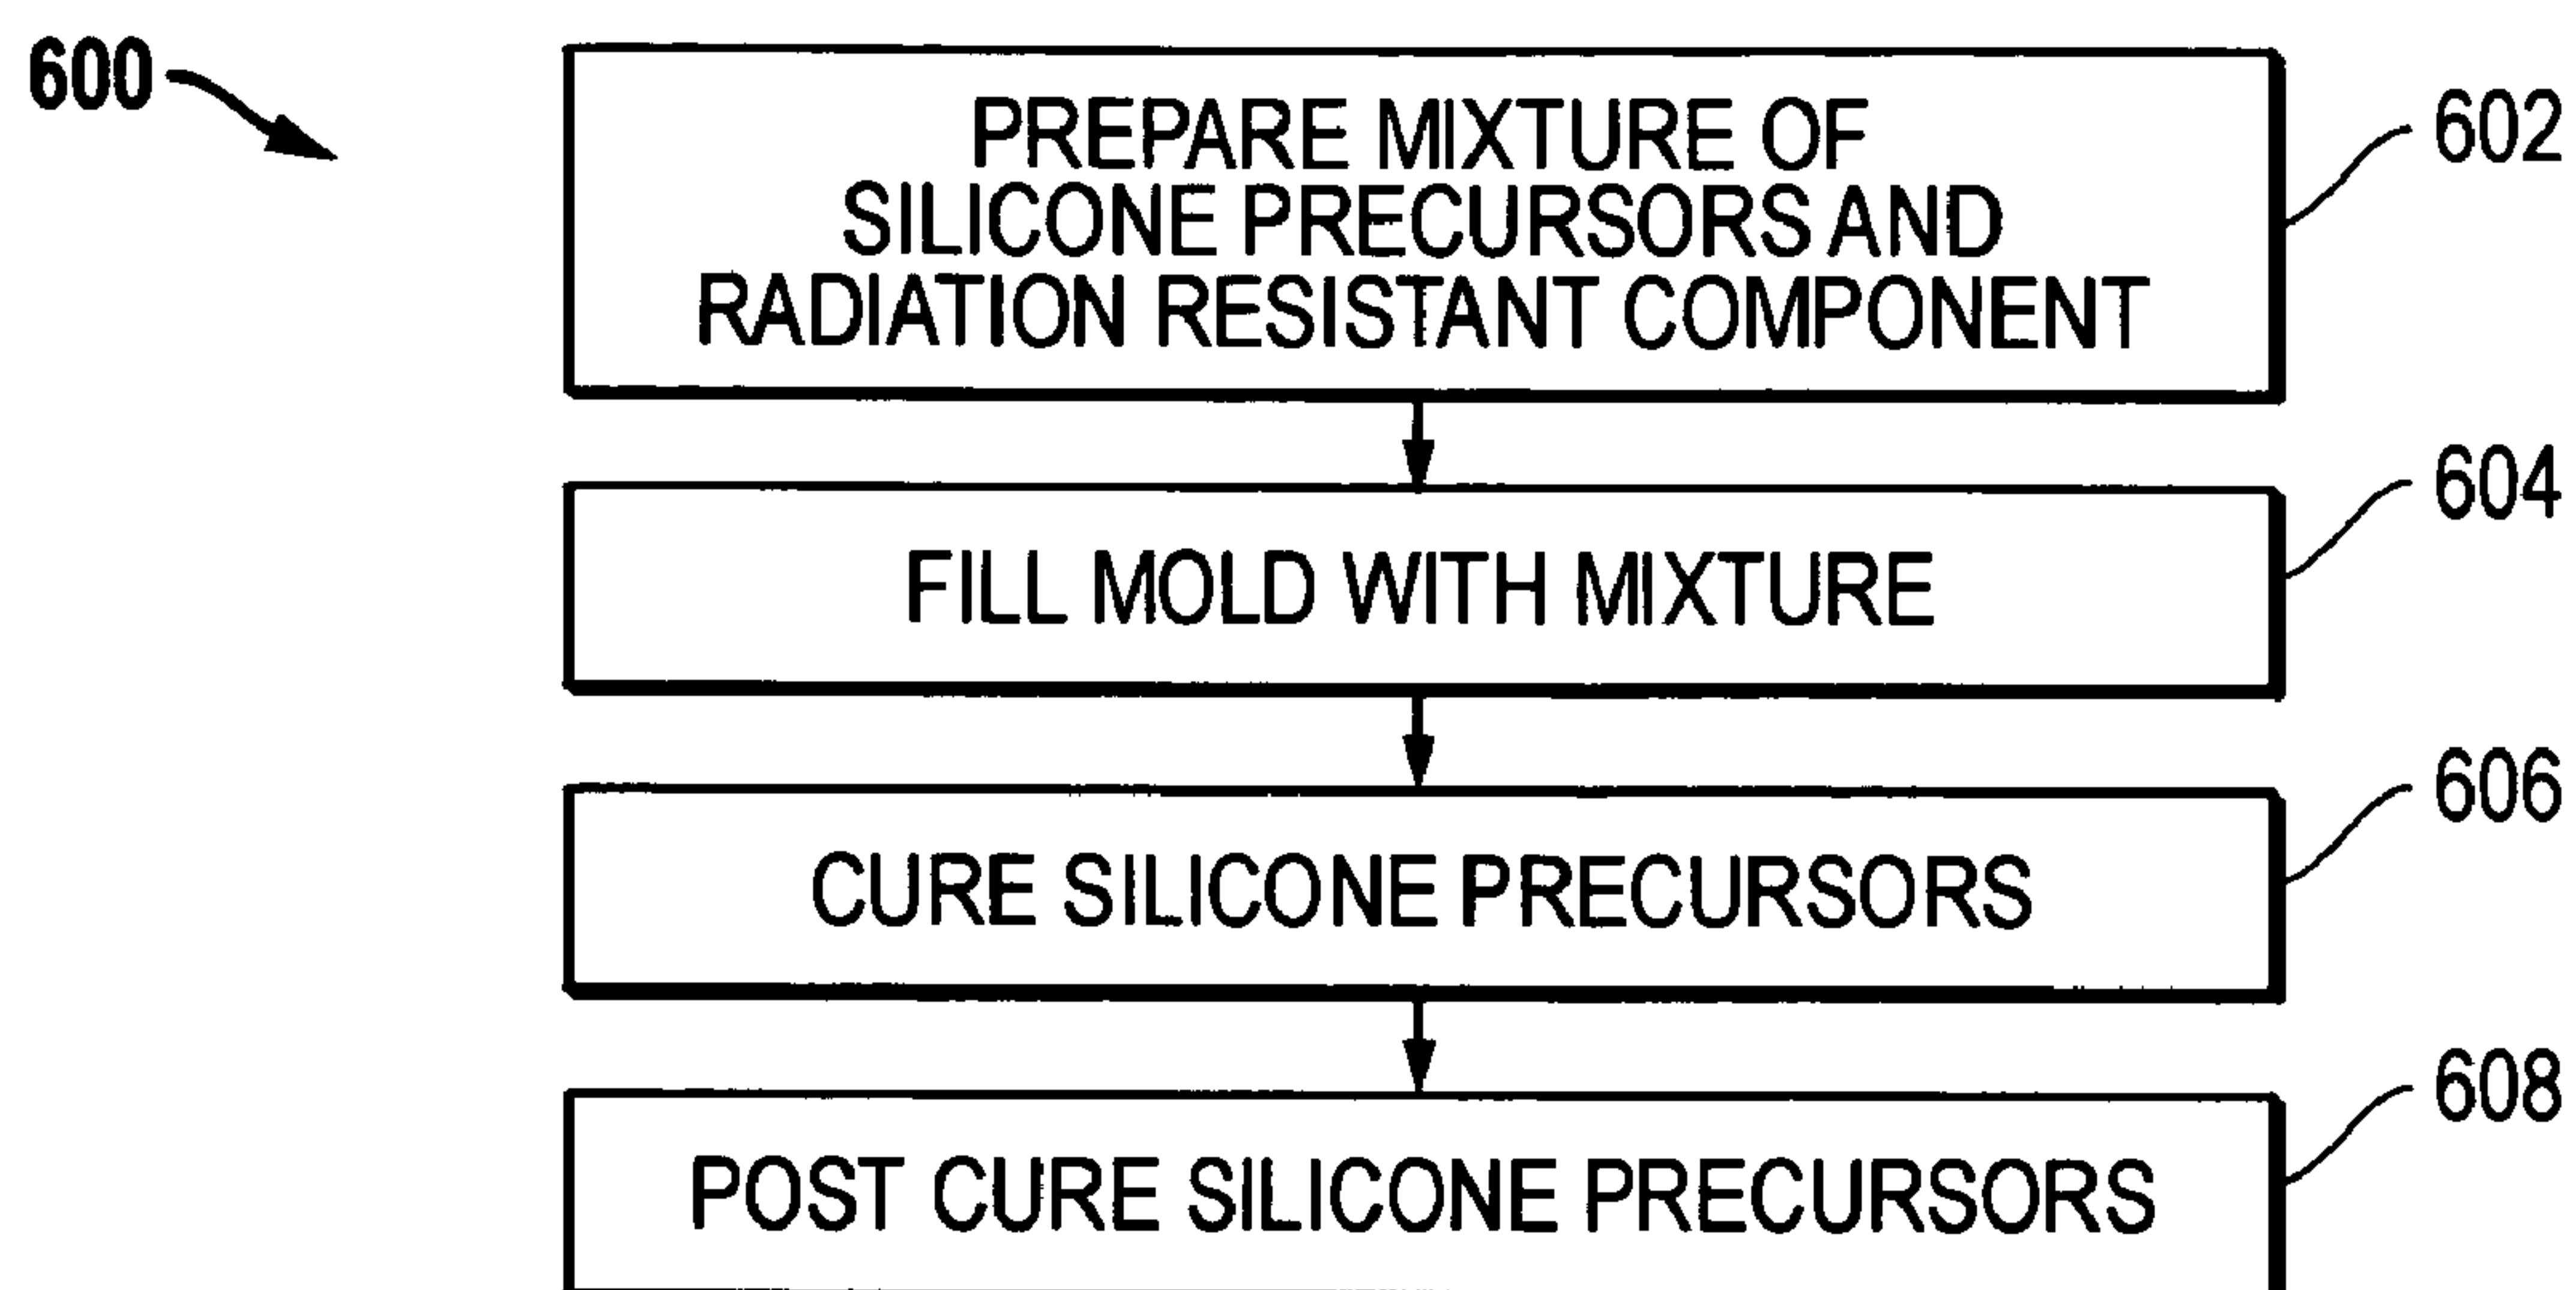 600
PREPARE MIXTURE OF
SILICONE PRECURSORS AND
RADIATION RESISTANT COMPONENT
602
FILL MOLD WITH MIXTURE
604
CURE SILICONE PRECURSORS
606
POST CURE SILICONE PRECURSORS
608